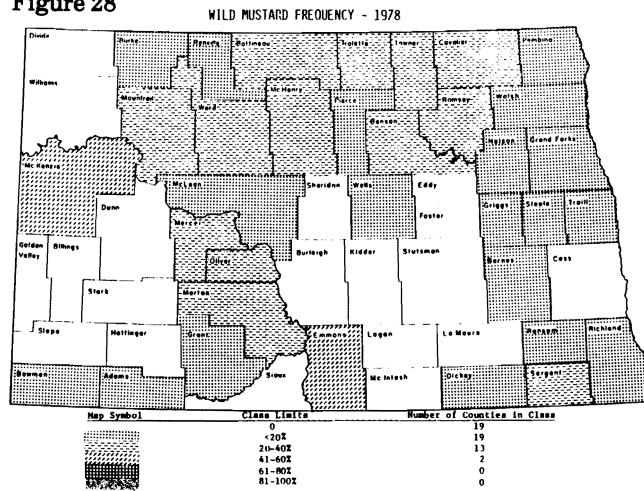 Figure 28
WILD MUSTARD FREQUENCY - 1978
Divide
Burke
Renville
Bottineau
Rolette
Towner
Cavalier
Pembina
Williams
Mountrail
Ward
McHenry
Pierce
Ramsey
Walsh
Benson
Nelson
Grand Forks
McKenzie
McLean
Sheridan
Wells
Eddy
Dunn
Foster
Griggs
Steele
Traill
Mercer
Oliver
Golden Valley
Billings
Burleigh
Kidder
Stutsman
Barnes
Cass
Stark
Morton
Slope
Hettinger
Grant
Emmons
Logan
La Moure
Ransom
Richland
Bowman
Adams
Sioux
Mc Intosh
Dickey
Sargent
Map Symbol Class Limits Number of Counties in Class
0 19
<20% 19
20-40% 13
41-60% 2
61-80% 0
81-100% 0